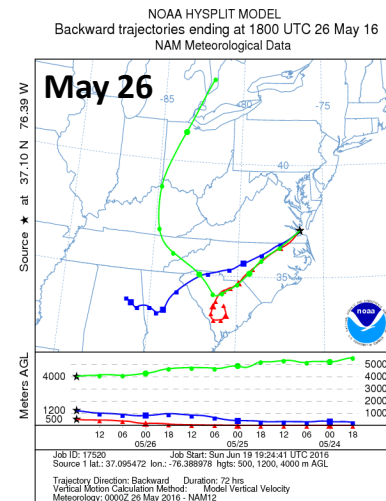 NOAA HYSPLIT MODEL
Backward trajectories ending at 1800 UTC 26 May 16
NAM Meteorological Data
May 26
-85
-80
-75
40
35
Source ★ at 37.10 N 76.39 W
noaa
Meters AGL
4000
1200
500
5000
4000
3000
2000
1000
12 06 00 18 12 06 00 18 12 06 00 18
05/26 05/25 05/24
Job ID: 17520 Job Start: Sun Jun 19 19:24:41 UTC 2016
Source 1 lat.: 37.095472 lon.: -76.388978 hgts: 500, 1200, 4000 m AGL
Trajectory Direction: Backward Duration: 72 hrs
Vertical Motion Calculation Method: Model Vertical Velocity
Meteorology: 0000Z 26 May 2016 - NAM12